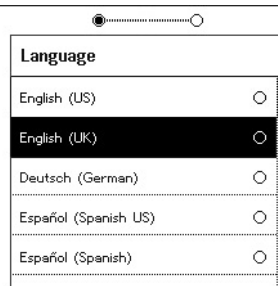 Language
English (US)
English (UK)
Deutsch (German)
Español (Spanish US)
Español (Spanish)